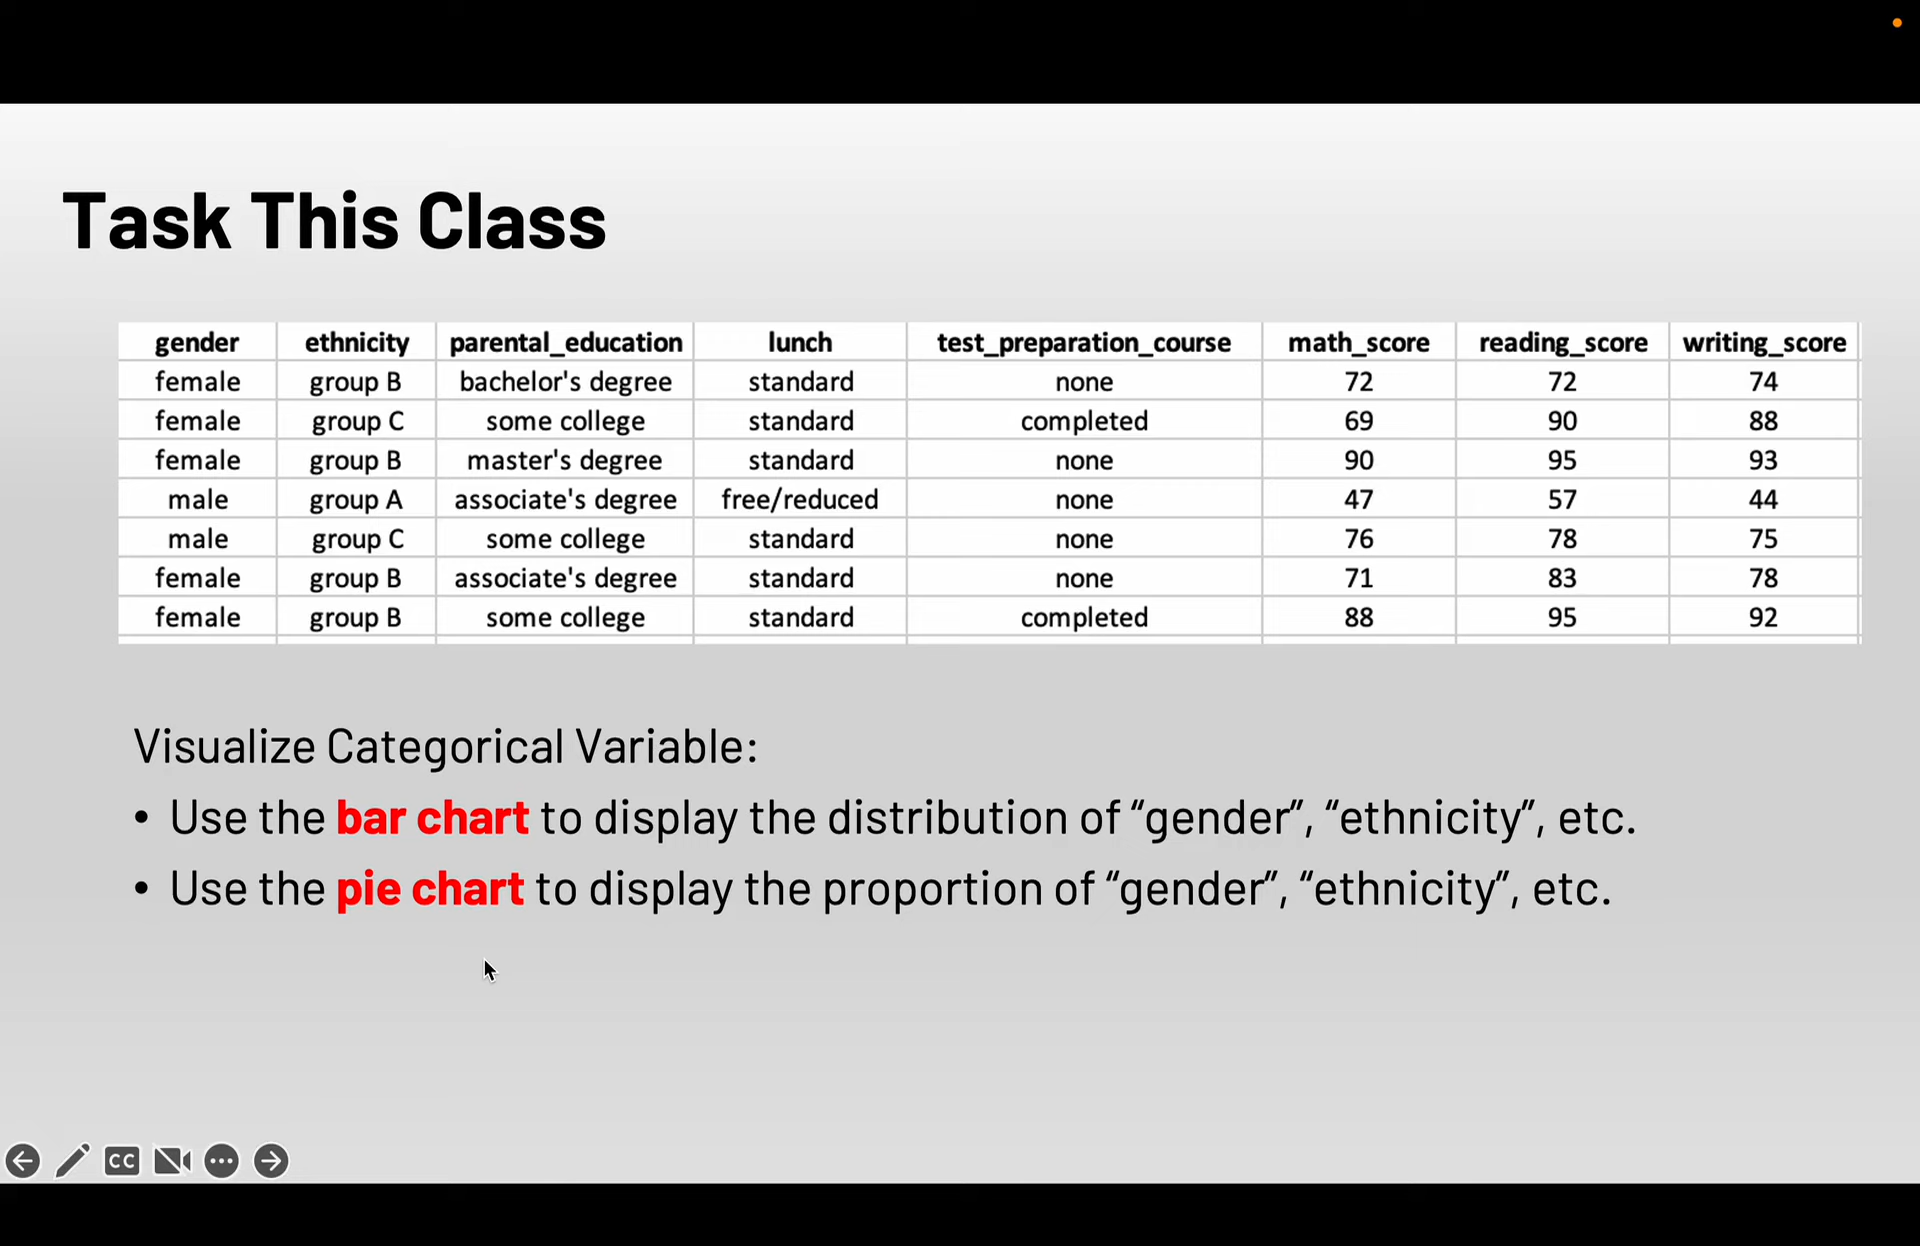 Task This Class
gender ethnicity parental_education lunch test_preparation_course math_score reading_score writing_score
female group B bachelor's degree standard none 72 72 74
female group C some college standard completed 69 90 88
female group B master's degree standard none 90 95 93
male group A associate's degree free/reduced none 47 57 44
male group C some college standard none 76 78 75
female group B associate's degree standard none 71 83 78
female group B some college standard completed 88 95 92
Visualize Categorical Variable:
• Use the bar chart to display the distribution of “gender”, “ethnicity”, etc.
• Use the pie chart to display the proportion of “gender”, “ethnicity”, etc.
CC